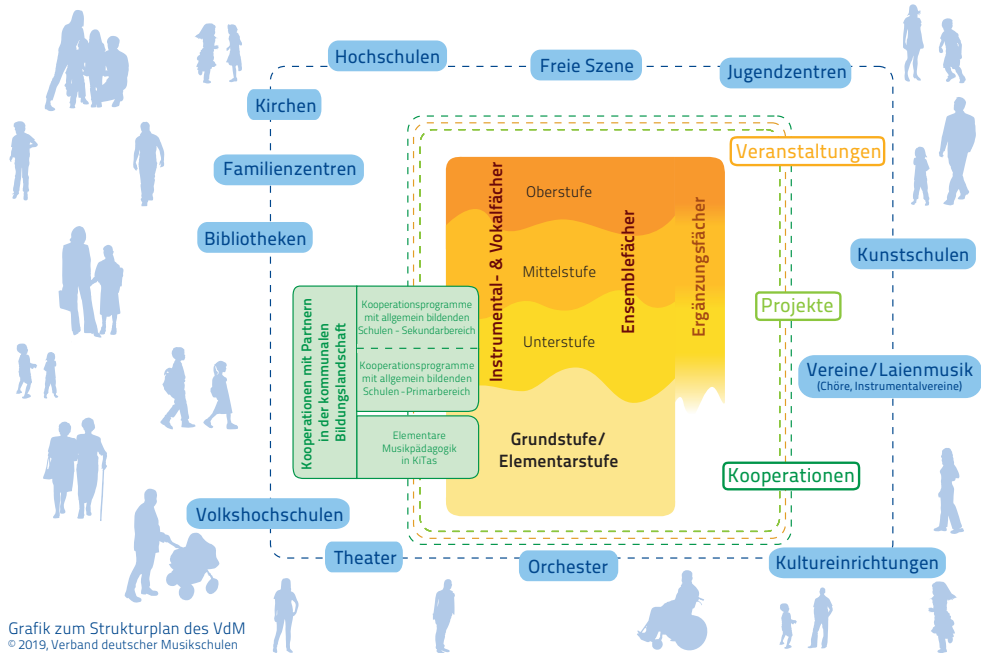 Hochschulen
Freie Szene
Jugendzentren
Kirchen
Familienzentren
Bibliotheken
Veranstaltungen
Kunstschulen
Projekte
Vereine/Laienmusik
(Chöre, Instrumentalvereine)
Kooperationen
Instrumental- & Vokalfächer
Ensemblefächer
Ergänzungsfächer
Oberstufe
Mittelstufe
Unterstufe
Grundstufe/
Elementarstufe
Kooperationen mit Partnern
in der kommunalen
Bildungslandschaft
Kooperationsprogramme
mit allgemein bildenden
Schulen - Sekundarbereich
Kooperationsprogramme
mit allgemein bildenden
Schulen - Primarbereich
Elementare
Musikpädagogik
in KiTas
Volkshochschulen
Theater
Orchester
Kultureinrichtungen
Grafik zum Strukturplan des VdM
© 2019, Verband deutscher Musikschulen